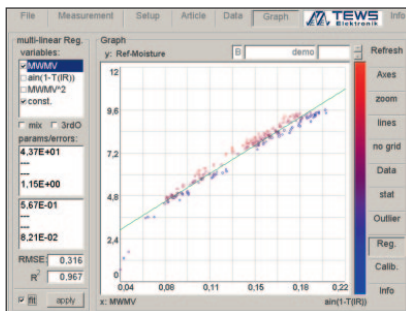 File Measurement Setup Article Data Graph TEWS Elektronik Info
multi-linear Reg.
variables:
MWMV
ain(1-T(IR))
MWMV^2
const.
mix 3rdO
params/errors:
4,37E+01
---
---
1,15E+00
5,67E-01
---
---
8,21E-02
RMSE: 0,316
R² 0,967
fit apply
Graph
y: Ref-Moisture B demo
12
9,6
7,2
4,8
2,4
0
0,04 0,08 0,11 0,15 0,18 0,22
x: MWMV ain(1-T(IR))
Refresh
Axes
zoom
lines
no grid
Data
stat
Outlier
Reg.
Calib.
Info